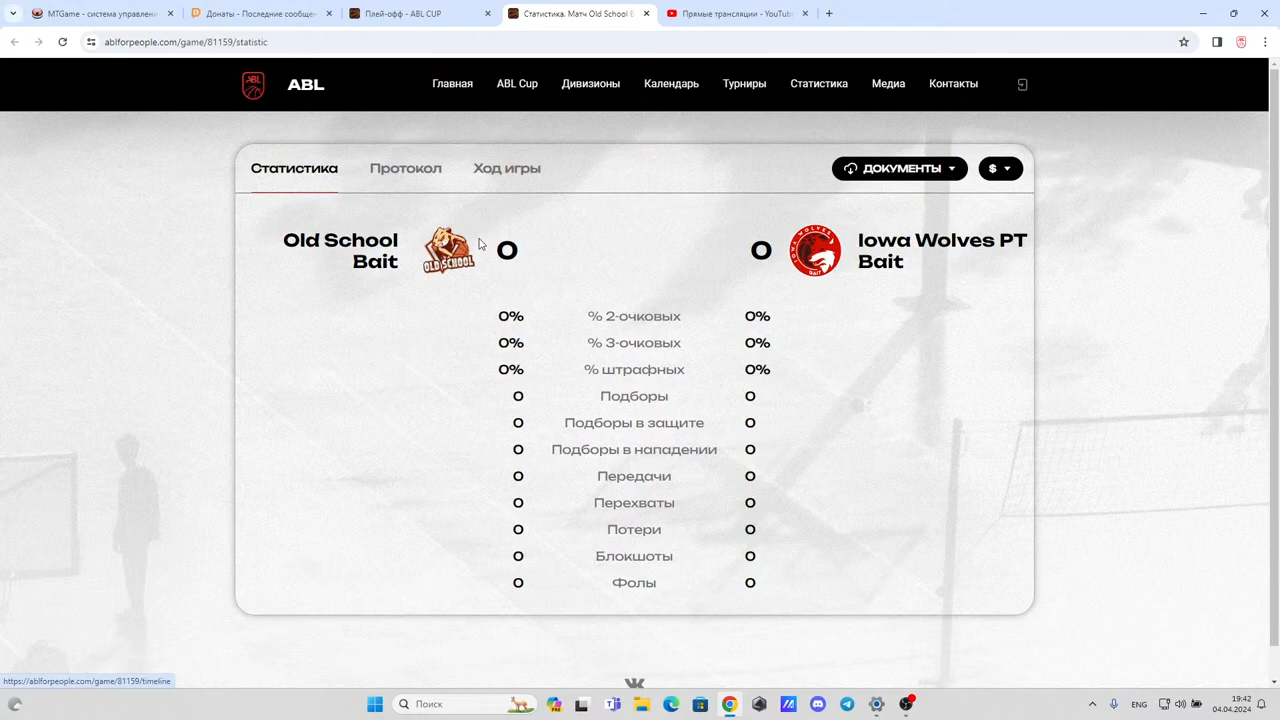 MTGame - система управлени
Донаты - Последние сообщен
Плей-офф - ABL CUP
Статистика. Матч Old School B
Прямые трансляции - YouTube
ablforpeople.com/game/81159/statistic
ABL
ABL
Главная
ABL Cup
Дивизионы
Календарь
Турниры
Статистика
Медиа
Контакты
Статистика
Протокол
Ход игры
ДОКУМЕНТЫ
$
Old School
Bait
OLD SCHOOL
0
0
IOWA WOLVES
BAIT
Iowa Wolves PT
Bait
0% % 2-очковых 0%
0% % 3-очковых 0%
0% % штрафных 0%
0 Подборы 0
0 Подборы в защите 0
0 Подборы в нападении 0
0 Передачи 0
0 Перехваты 0
0 Потери 0
0 Блокшоты 0
0 Фолы 0
https://ablforpeople.com/game/81159/timeline
Поиск
ENG
19:42
04.04.2024